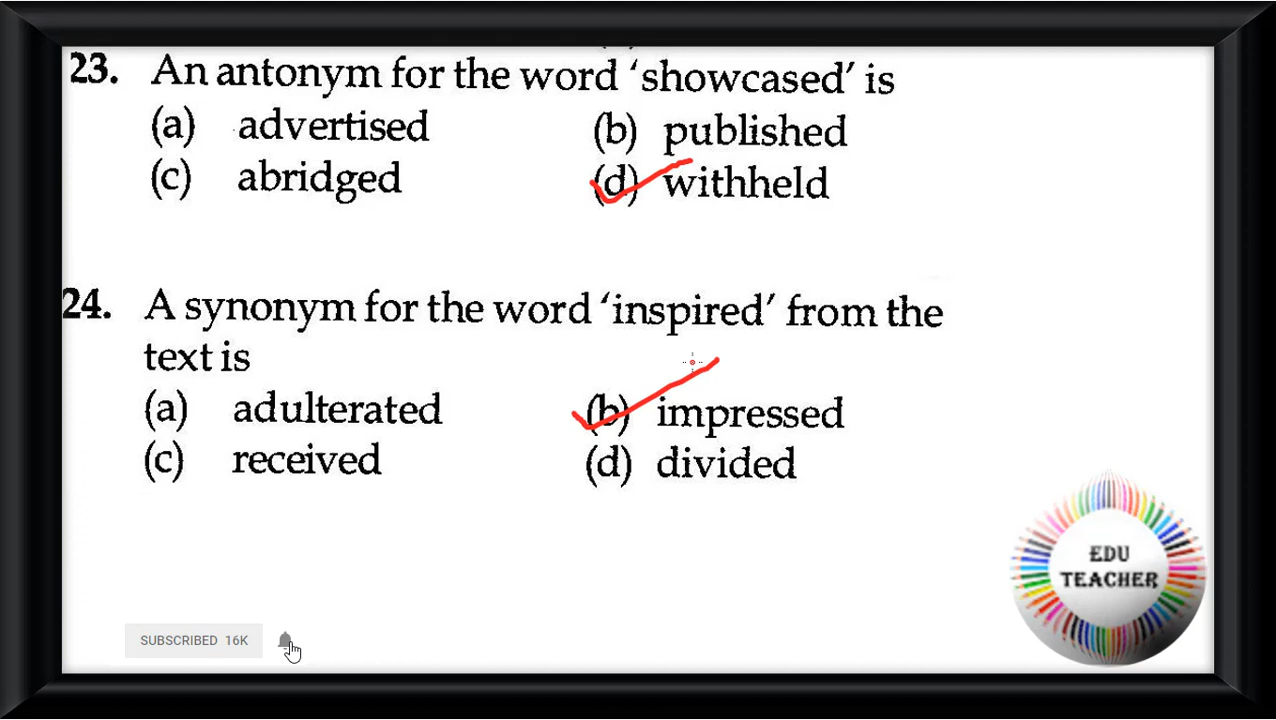 23. An antonym for the word ‘showcased’ is
(a) advertised (b) published
(c) abridged (d) withheld
24. A synonym for the word ‘inspired’ from the
text is
(a) adulterated (b) impressed
(c) received (d) divided
EDU
TEACHER
SUBSCRIBED 16K